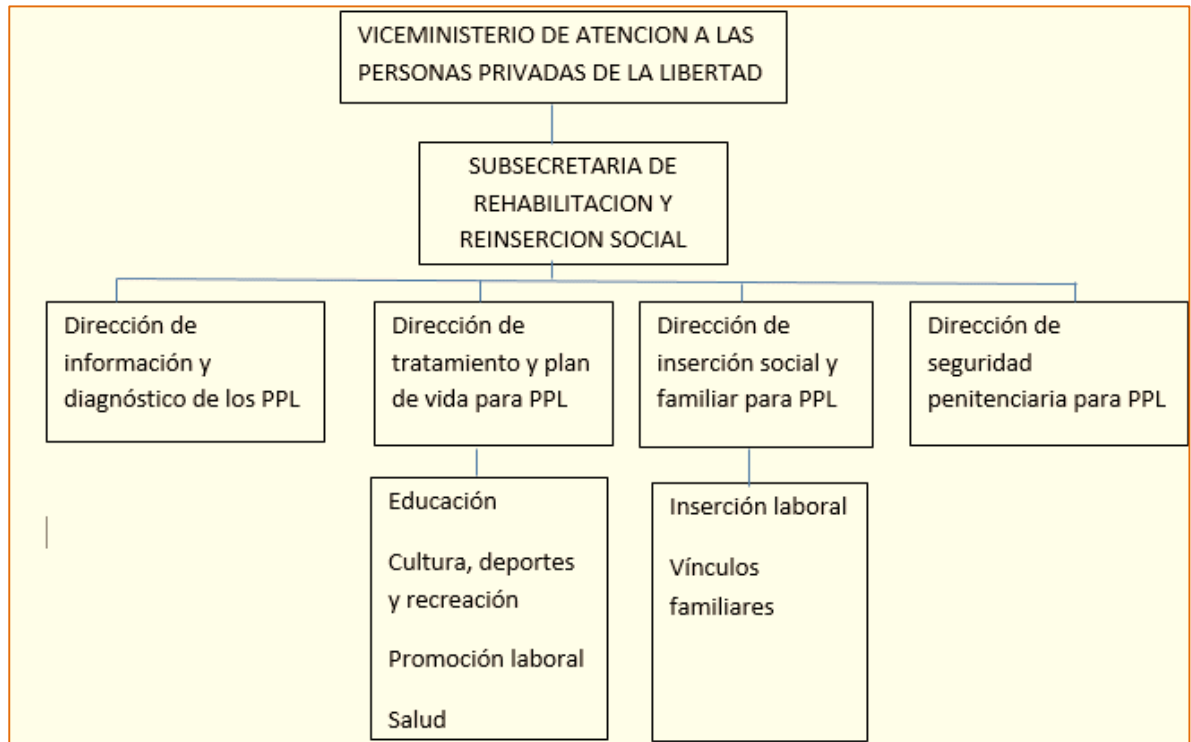 VICEMINISTERIO DE ATENCION A LAS
PERSONAS PRIVADAS DE LA LIBERTAD
SUBSECRETARIA DE
REHABILITACION Y
REINSERCION SOCIAL
Dirección de
información y
diagnóstico de los PPL
Dirección de
tratamiento y plan
de vida para PPL
Dirección de
inserción social y
familiar para PPL
Dirección de
seguridad
penitenciaria para PPL
Educación
Cultura, deportes
y recreación
Promoción laboral
Salud
Inserción laboral
Vínculos
familiares